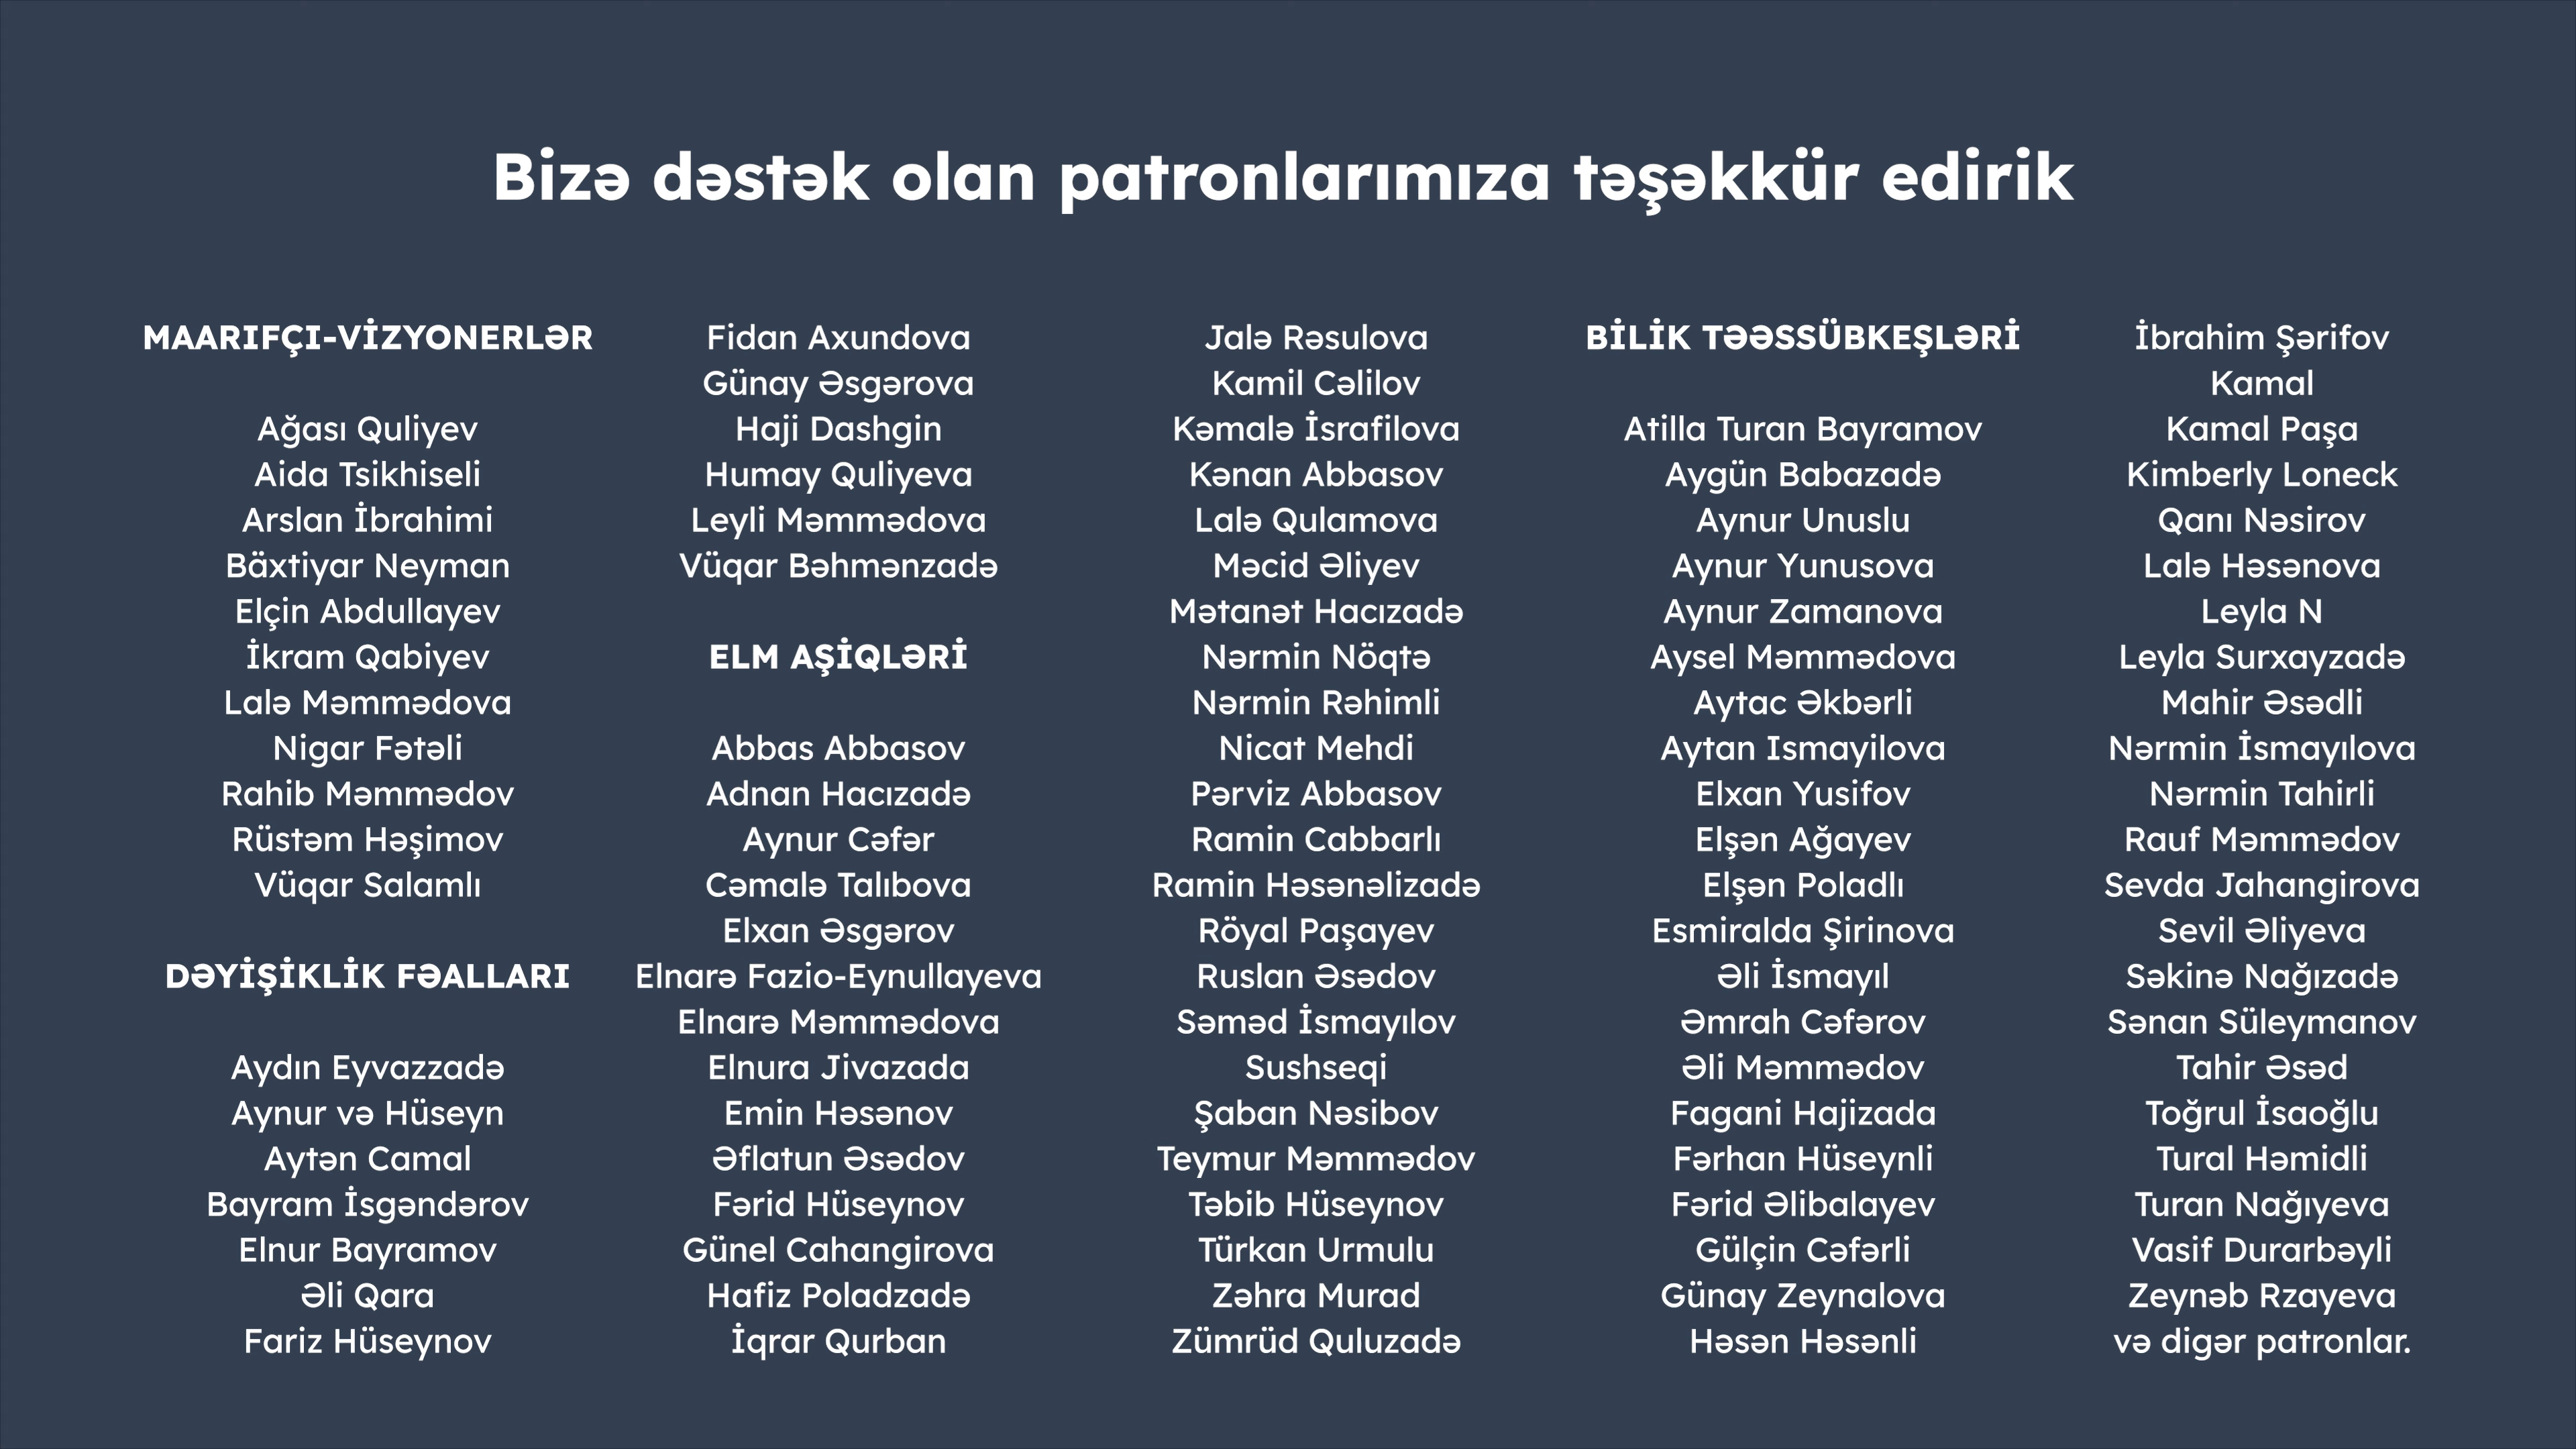 Bizə dəstək olan patronlarımıza təşəkkür edirik
MAARIFÇI-VİZYONERLƏR
Ağası Quliyev
Aida Tsikhiseli
Arslan İbrahimi
Bäxtiyar Neyman
Elçin Abdullayev
İkram Qabiyev
Lalə Məmmədova
Nigar Fətəli
Rahib Məmmədov
Rüstəm Həşimov
Vüqar Salamlı
DƏYİŞİKLİK FƏALLARI
Aydın Eyvazzadə
Aynur və Hüseyn
Aytən Camal
Bayram İsgəndərov
Elnur Bayramov
Əli Qara
Fariz Hüseynov
Fidan Axundova
Günay Əsgərova
Haji Dashgin
Humay Quliyeva
Leyli Məmmədova
Vüqar Bəhmənzadə
ELM AŞİQLƏRİ
Abbas Abbasov
Adnan Hacızadə
Aynur Cəfər
Cəmalə Talıbova
Elxan Əsgərov
Elnarə Fazio-Eynullayeva
Elnarə Məmmədova
Elnura Jivazada
Emin Həsənov
Əflatun Əsədov
Fərid Hüseynov
Günel Cahangirova
Hafiz Poladzadə
İqrar Qurban
Jalə Rəsulova
Kamil Cəlilov
Kəmalə İsrafilova
Kənan Abbasov
Lalə Qulamova
Məcid Əliyev
Mətanət Hacızadə
Nərmin Nöqtə
Nərmin Rəhimli
Nicat Mehdi
Pərviz Abbasov
Ramin Cabbarlı
Ramin Həsənəlizadə
Röyal Paşayev
Ruslan Əsədov
Səməd İsmayılov
Sushseqi
Şaban Nəsibov
Teymur Məmmədov
Təbib Hüseynov
Türkan Urmulu
Zəhra Murad
Zümrüd Quluzadə
BİLİK TƏƏSSÜBKEŞLƏRİ
Atilla Turan Bayramov
Aygün Babazadə
Aynur Unuslu
Aynur Yunusova
Aynur Zamanova
Aysel Məmmədova
Aytac Əkbərli
Aytan Ismayilova
Elxan Yusifov
Elşən Ağayev
Elşən Poladlı
Esmiralda Şirinova
Əli İsmayıl
Əmrah Cəfərov
Əli Məmmədov
Fagani Hajizada
Fərhan Hüseynli
Fərid Əlibalayev
Gülçin Cəfərli
Günay Zeynalova
Həsən Həsənli
İbrahim Şərifov
Kamal
Kamal Paşa
Kimberly Loneck
Qanı Nəsirov
Lalə Həsənova
Leyla N
Leyla Surxayzadə
Mahir Əsədli
Nərmin İsmayılova
Nərmin Tahirli
Rauf Məmmədov
Sevda Jahangirova
Sevil Əliyeva
Səkinə Nağızadə
Sənan Süleymanov
Tahir Əsəd
Toğrul İsaoğlu
Tural Həmidli
Turan Nağıyeva
Vasif Durarbəyli
Zeynəb Rzayeva
və digər patronlar.